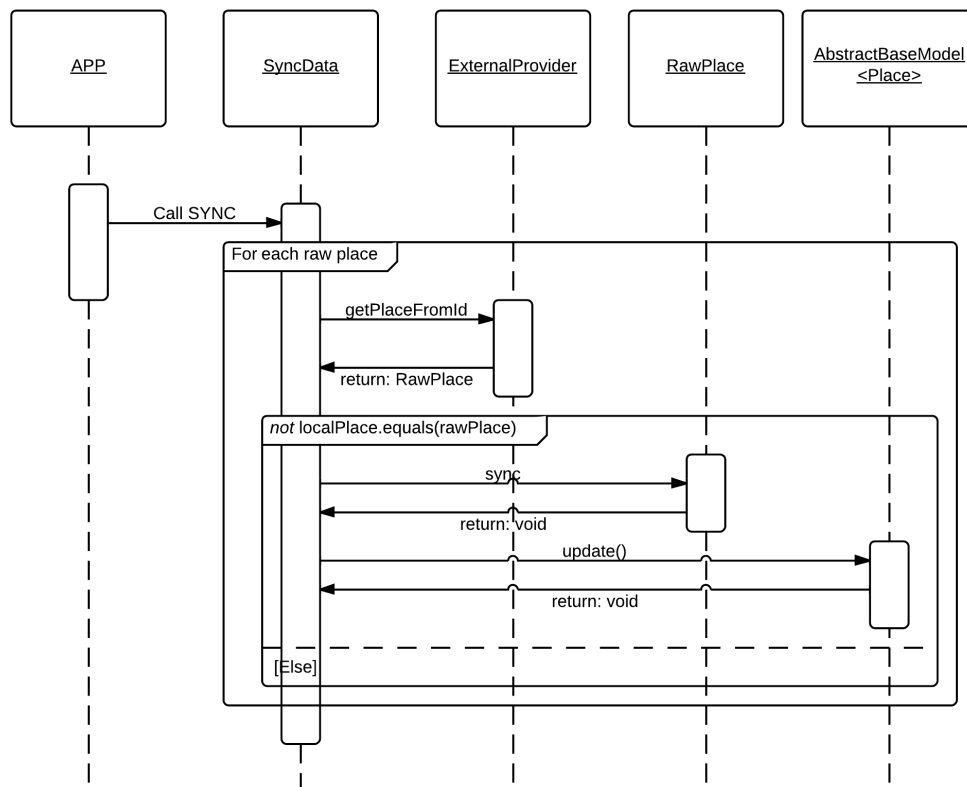 APP
SyncData
ExternalProvider
RawPlace
AbstractBaseModel
<Place>
Call SYNC
For each raw place
getPlaceFromId
return: RawPlace
not localPlace.equals(rawPlace)
sync
return: void
update()
return: void
[Else]